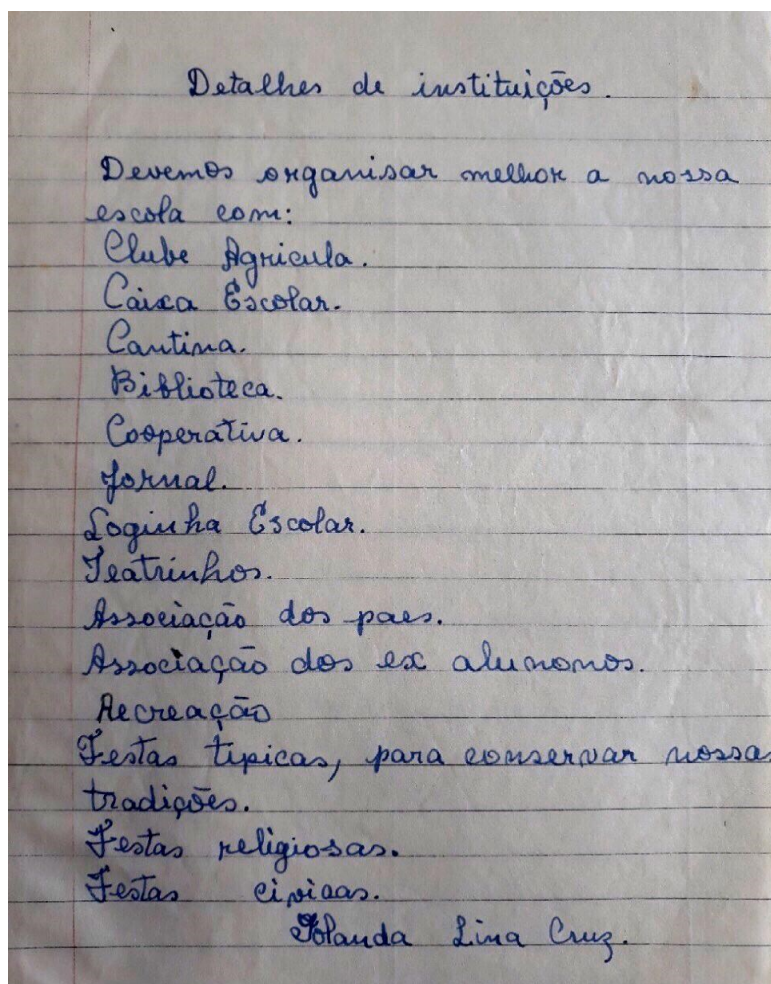 Detalhes de instituições.
Devemos organisar melhor a nossa
escola com:
Clube Agricula.
Caixa Escolar.
Cantina.
Biblioteca.
Cooperativa.
Jornal.
Loginha Escolar.
Teatrinhos.
Associação dos paes.
Associação dos ex alumonos.
Recreação
Festas tipicas, para conservar nossas
tradições.
Festas religiosas.
Festas civicas.
Iolanda Lina Cruz.